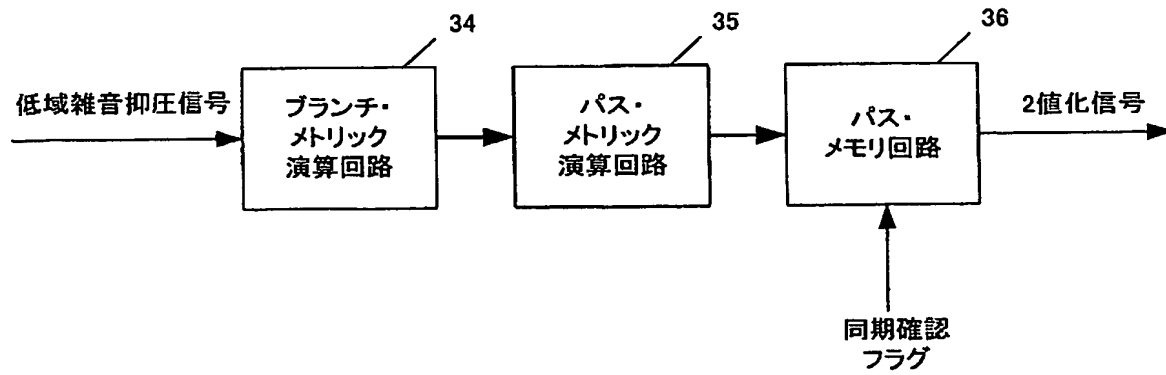 34
35
36
低域雑音抑圧信号
ブランチ・
メトリック
演算回路
パス・
メトリック
演算回路
パス・
メモリ回路
2値化信号
同期確認
フラグ